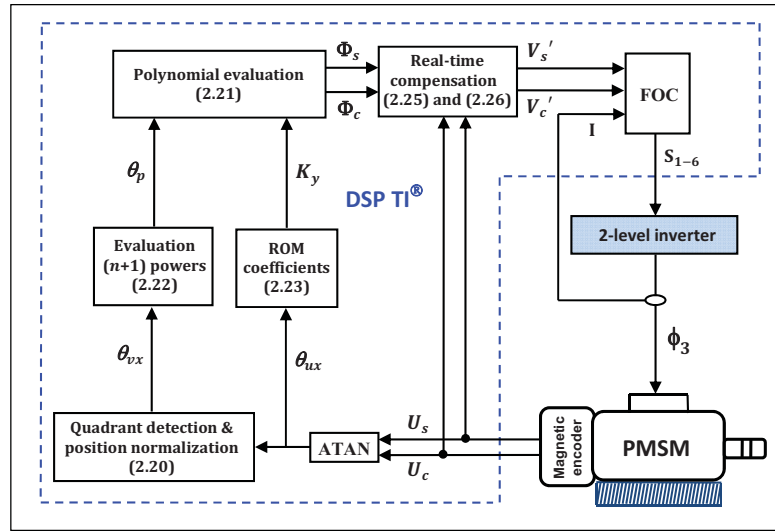 Polynomial evaluation
(2.21)
Φs
Φc
Real-time
compensation
(2.25) and (2.26)
Vs′
Vc′
I
FOC
S1−6
θp
Ky
DSP TI®
2-level inverter
Evaluation
(n+1) powers
(2.22)
ROM
coefficients
(2.23)
θvx
θux
ϕ3
Quadrant detection &
position normalization
(2.20)
ATAN
Us
Uc
Magnetic
encoder
PMSM